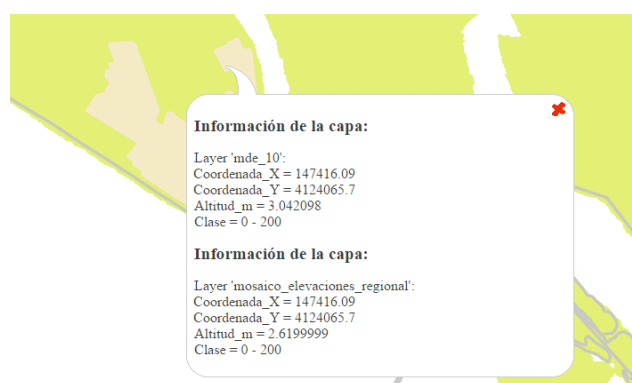 Información de la capa:
Layer 'mde_10':
Coordenada_X = 147416.09
Coordenada_Y = 4124065.7
Altitud_m = 3.042098
Clase = 0 - 200
Información de la capa:
Layer 'mosaico_elevaciones_regional':
Coordenada_X = 147416.09
Coordenada_Y = 4124065.7
Altitud_m = 2.6199999
Clase = 0 - 200